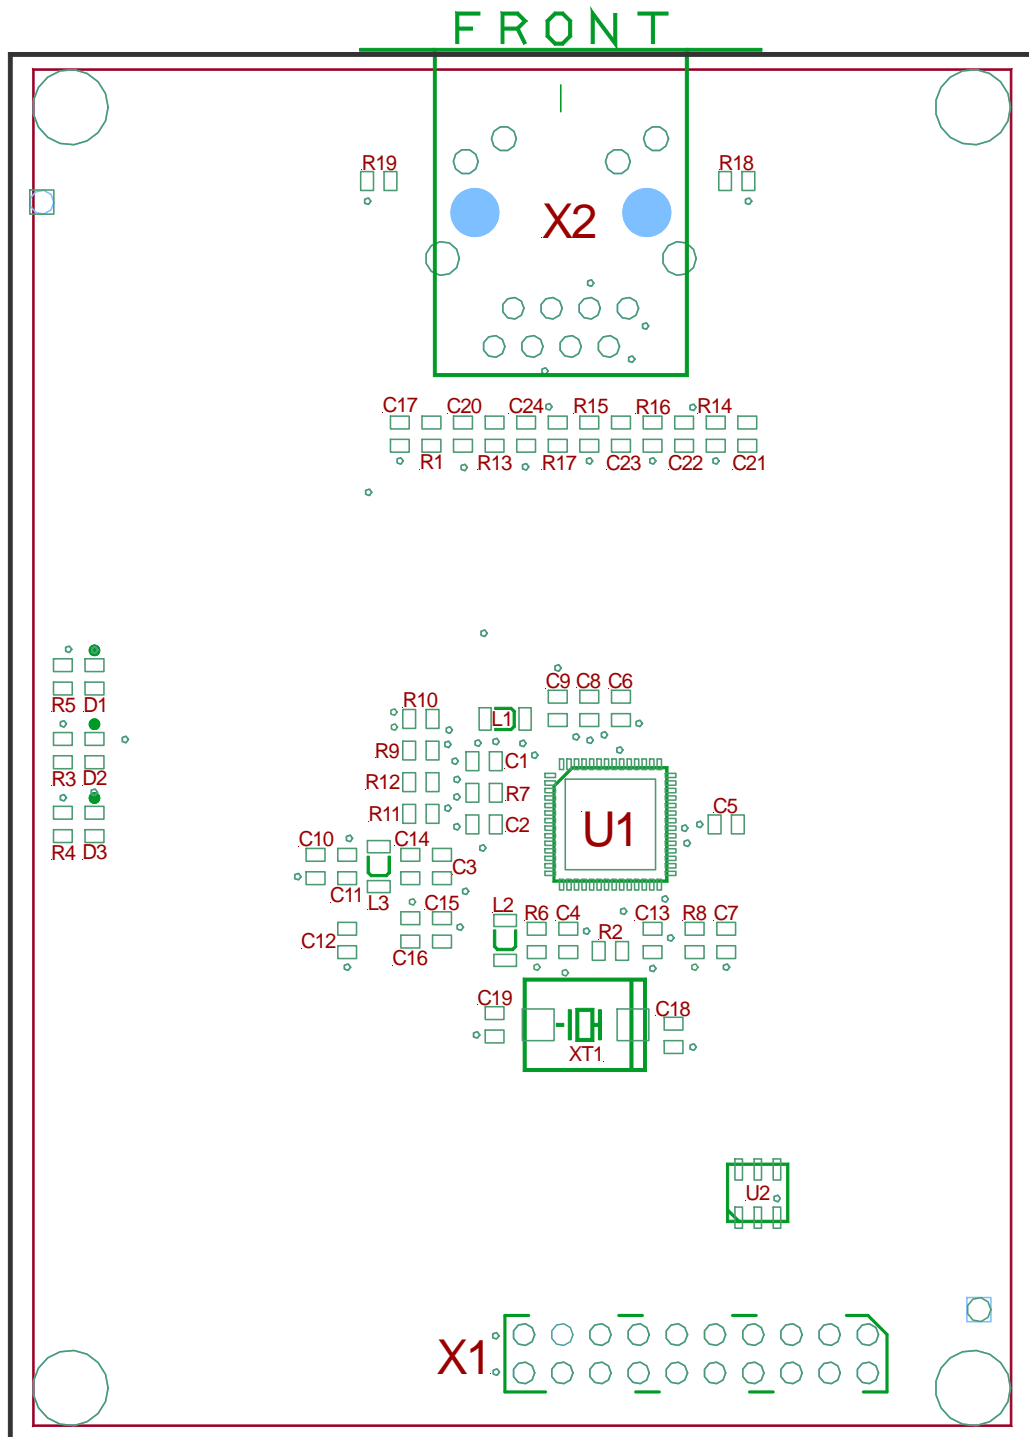 FRONT
R19 R18
X2
C17 C20 C24 R15 R16 R14
R1 R13 R17 C23 C22 C21
C9 C8 C6
R5 D1 R10 L1
R9 C1
R3 D2 R12 R7
R11 C2 U1 C5
R4 D3 C10 C14
C3
C11 L3 C15 L2 R6 C4 C13 R8 C7
C12 R2
C16
C19 C18
XT1
U2
X1